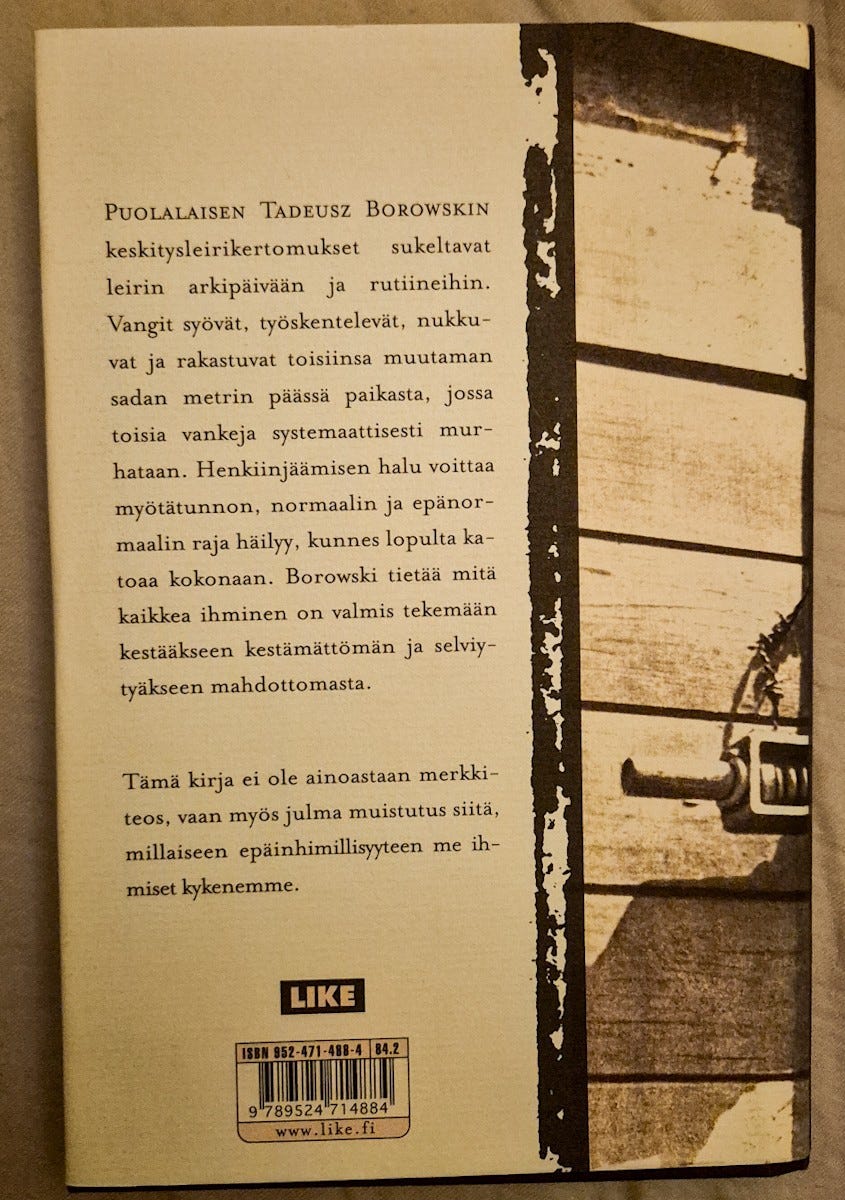 PUOLALAISEN TADEUSZ BOROWSKIN
keskitysleirikertomukset sukeltavat
leirin arkipäivään ja rutiineihin.
Vangit syövät, työskentelevät, nukku-
vat ja rakastuvat toisiinsa muutaman
sadan metrin päässä paikasta, jossa
toisia vankeja systemaattisesti mur-
hataan. Henkiinjäämisen halu voittaa
myötätunnon, normaalin ja epänor-
maalin raja häilyy, kunnes lopulta ka-
toaa kokonaan. Borowski tietää mitä
kaikkea ihminen on valmis tekemään
kestääkseen kestämättömän ja selviy-
tyäkseen mahdottomasta.
Tämä kirja ei ole ainoastaan merkki-
teos, vaan myös julma muistutus siitä,
millaiseen epäinhimillisyyteen me ih-
miset kykenemme.
LIKE
ISBN 952-471-488-4 84.2
9 789524 714884
www.like.fi